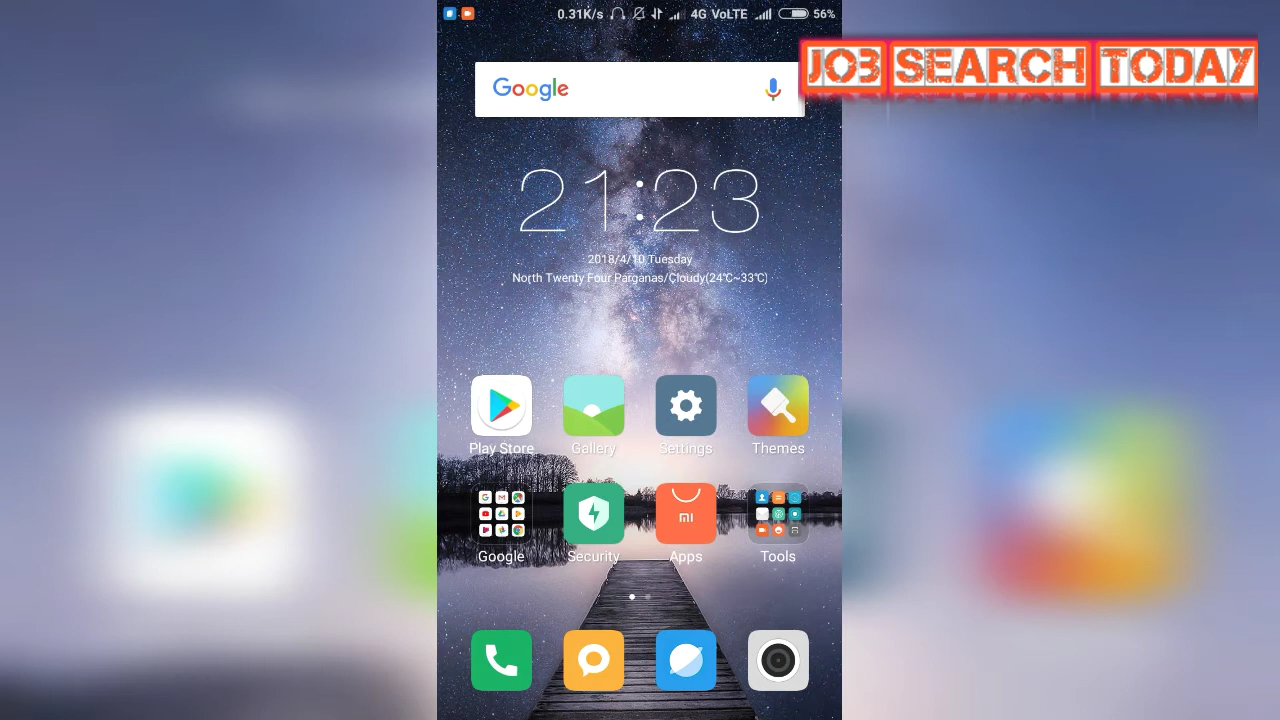 0.31K/s 4G VoLTE 56%
JOB SEARCH TODAY
Google
21:23
2018/4/10 Tuesday
North Twenty Four Parganas/Cloudy(24℃~33℃)
Play Store Gallery Settings Themes
mi
Google Security Apps Tools